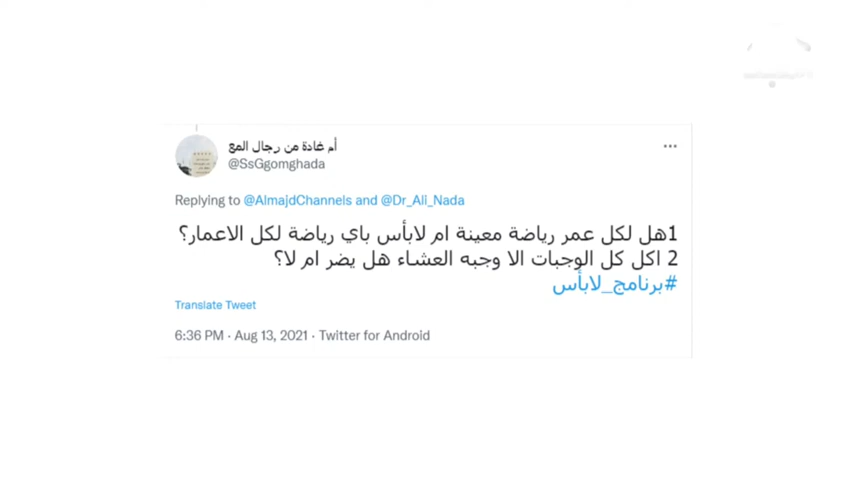 أم غادة من رجال المع
@SsGgomghada
Replying to @AlmajdChannels and @Dr_Ali_Nada
1هل لكل عمر رياضة معينة ام لابأس باي رياضة لكل الاعمار؟
2 اكل كل الوجبات الا وجبه العشاء هل يضر ام لا؟
#برنامج_لابأس
Translate Tweet
6:36 PM · Aug 13, 2021 · Twitter for Android